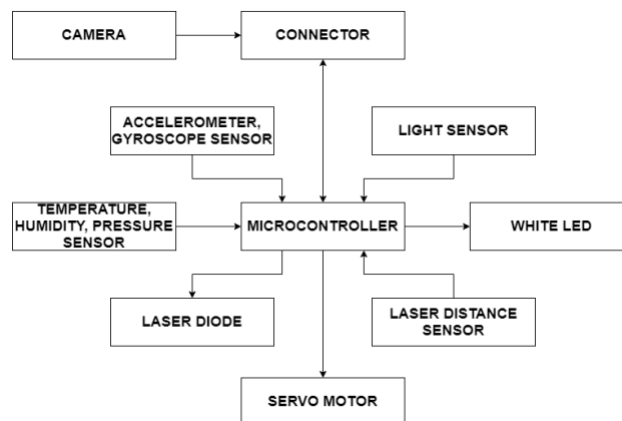 CAMERA
CONNECTOR
ACCELEROMETER,
GYROSCOPE SENSOR
LIGHT SENSOR
TEMPERATURE,
HUMIDITY, PRESSURE
SENSOR
MICROCONTROLLER
WHITE LED
LASER DIODE
LASER DISTANCE
SENSOR
SERVO MOTOR